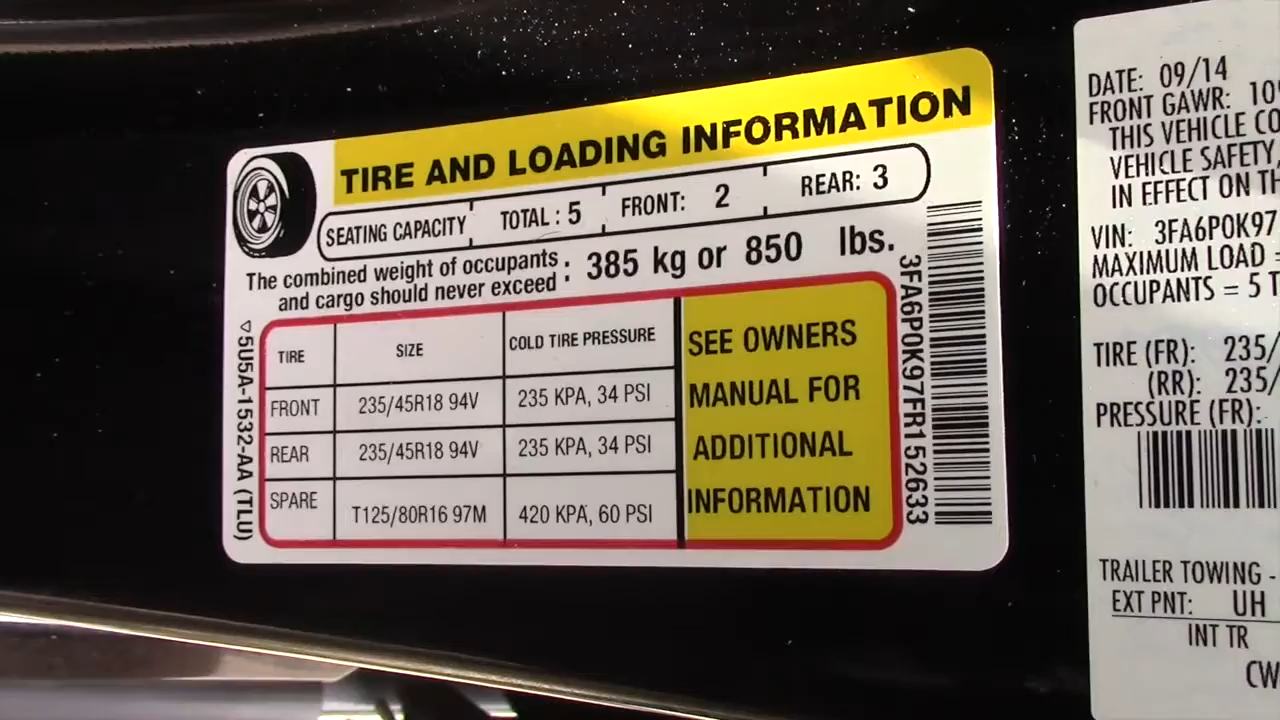 TIRE AND LOADING INFORMATION
SEATING CAPACITY TOTAL : 5 FRONT: 2 REAR: 3
The combined weight of occupants
and cargo should never exceed : 385 kg or 850 lbs.
TIRE SIZE COLD TIRE PRESSURE
FRONT 235/45R18 94V 235 KPA, 34 PSI
REAR 235/45R18 94V 235 KPA, 34 PSI
SPARE T125/80R16 97M 420 KPA, 60 PSI
SEE OWNERS
MANUAL FOR
ADDITIONAL
INFORMATION
5U5A-1532-AA (TLU)
3FA6P0K97FR152633
DATE: 09/14
FRONT GAWR: 10
THIS VEHICLE CO
VEHICLE SAFETY
IN EFFECT ON TH
VIN: 3FA6P0K97
MAXIMUM LOAD =
OCCUPANTS = 5 T
TIRE (FR): 235/
(RR): 235/
PRESSURE (FR):
TRAILER TOWING -
EXT PNT: UH
INT TR
CW